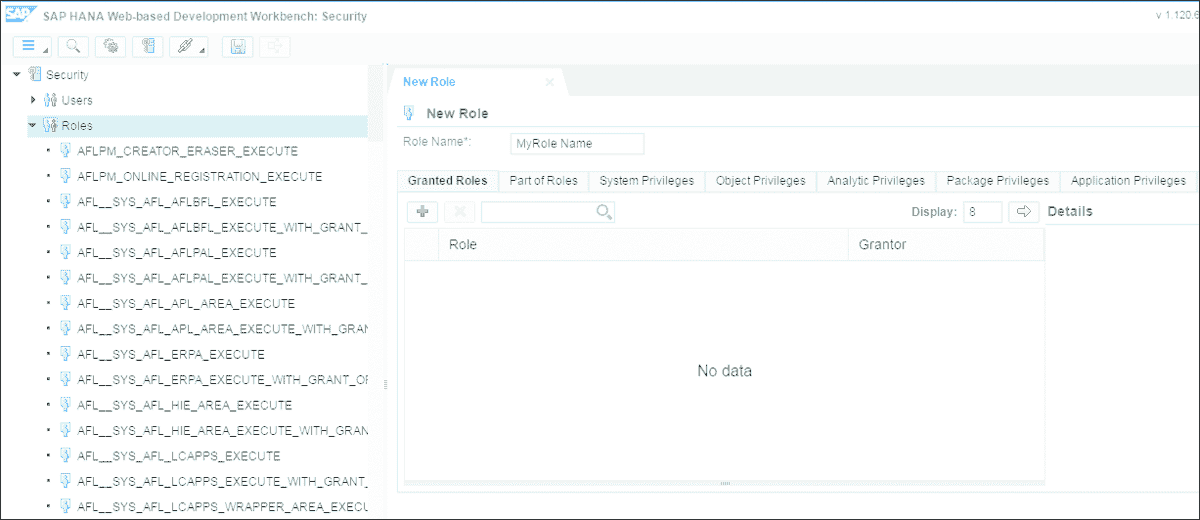 SAP SAP HANA Web-based Development Workbench: Security
v 1.120.6
Security
Users
Roles
AFLPM_CREATOR_ERASER_EXECUTE
AFLPM_ONLINE_REGISTRATION_EXECUTE
AFL__SYS_AFL_AFLBFL_EXECUTE
AFL__SYS_AFL_AFLBFL_EXECUTE_WITH_GRANT_
AFL__SYS_AFL_AFLPAL_EXECUTE
AFL__SYS_AFL_AFLPAL_EXECUTE_WITH_GRANT_
AFL__SYS_AFL_APL_AREA_EXECUTE
AFL__SYS_AFL_APL_AREA_EXECUTE_WITH_GRAN
AFL__SYS_AFL_ERPA_EXECUTE
AFL__SYS_AFL_ERPA_EXECUTE_WITH_GRANT_OP
AFL__SYS_AFL_HIE_AREA_EXECUTE
AFL__SYS_AFL_HIE_AREA_EXECUTE_WITH_GRAN
AFL__SYS_AFL_LCAPPS_EXECUTE
AFL__SYS_AFL_LCAPPS_EXECUTE_WITH_GRANT_
AFL__SYS_AFL_LCAPPS_WRAPPER_AREA_EXECU
New Role
New Role
Role Name*: MyRole Name
Granted Roles Part of Roles System Privileges Object Privileges Analytic Privileges Package Privileges Application Privileges
Display: 8 Details
Role Grantor
No data